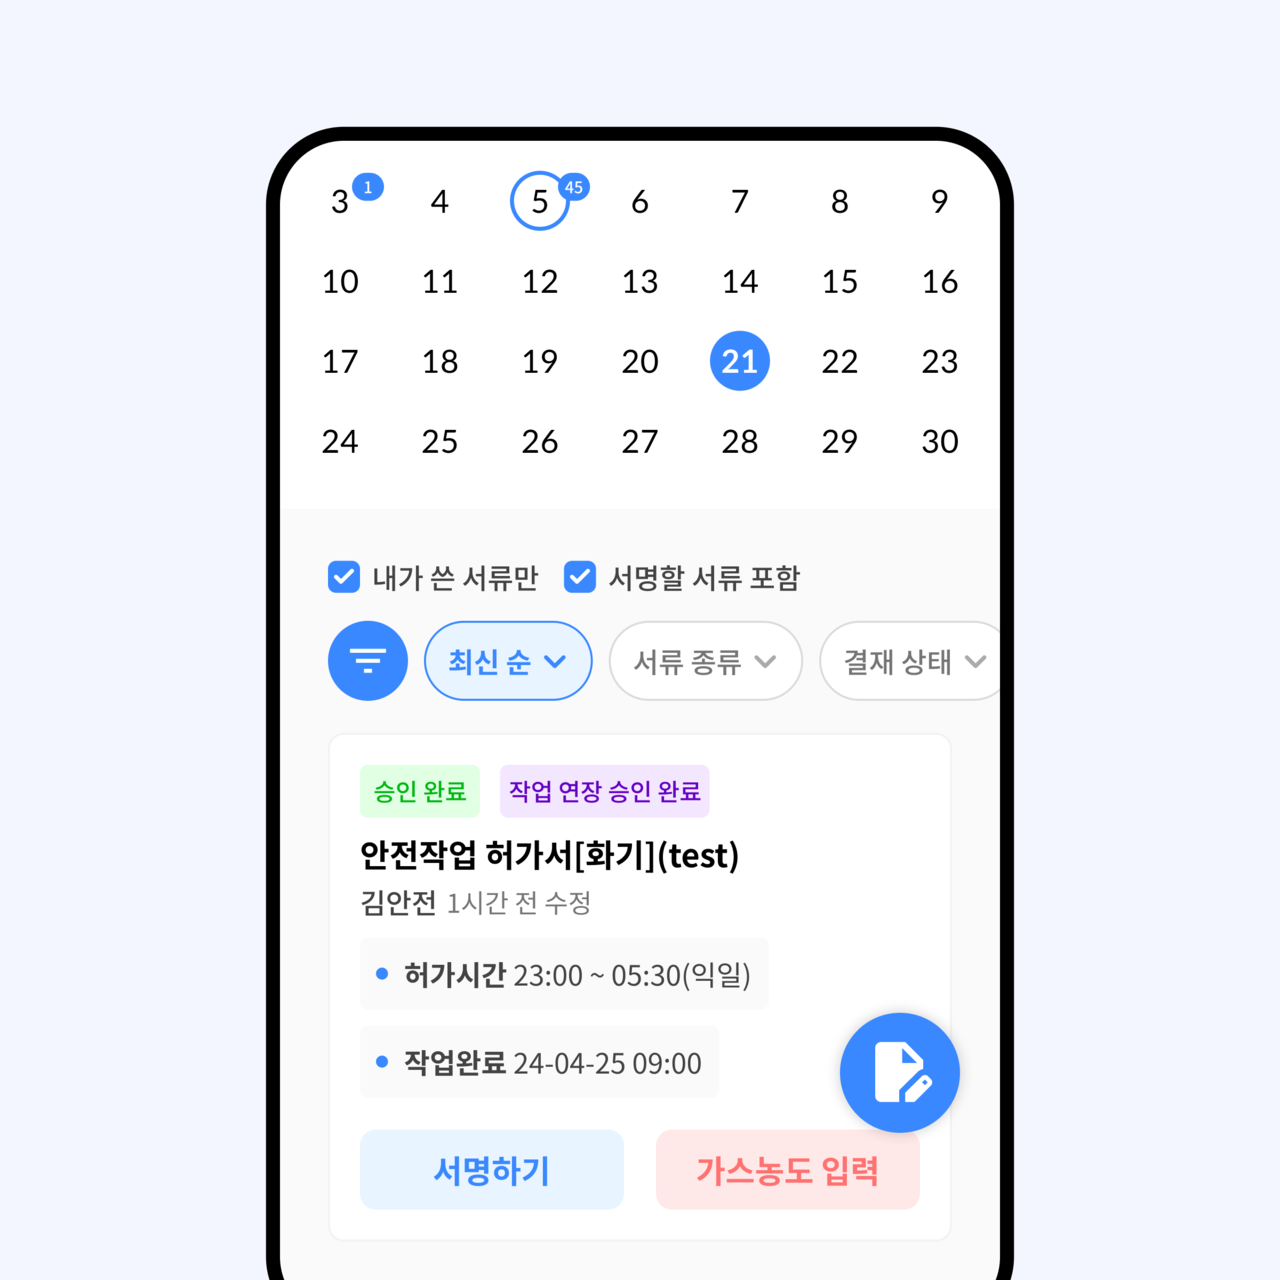 3 1 4 5 45 6 7 8 9
10 11 12 13 14 15 16
17 18 19 20 21 22 23
24 25 26 27 28 29 30
내가 쓴 서류만 서명할 서류 포함
최신 순 서류 종류 결재 상태
승인 완료 작업 연장 승인 완료
안전작업 허가서[화기](test)
김안전 1시간 전 수정
허가시간 23:00 ~ 05:30(익일)
작업완료 24-04-25 09:00
서명하기 가스농도 입력